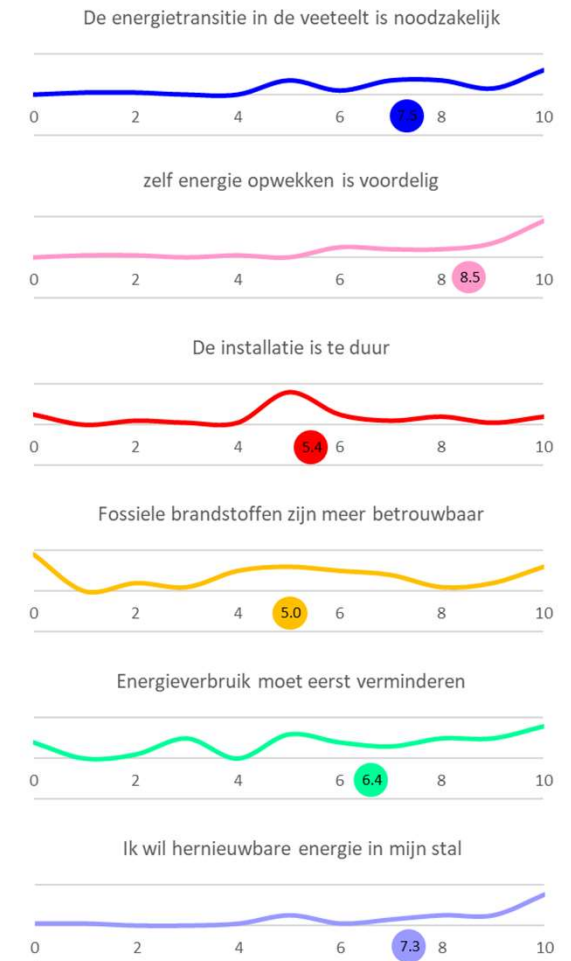 De energietransitie in de veeteelt is noodzakelijk
0 2 4 6 7.5 8 10
zelf energie opwekken is voordelig
0 2 4 6 8 8.5 10
De installatie is te duur
0 2 4 5.4 6 8 10
Fossiele brandstoffen zijn meer betrouwbaar
0 2 4 5.0 6 8 10
Energieverbruik moet eerst verminderen
0 2 4 6 6.4 8 10
Ik wil hernieuwbare energie in mijn stal
0 2 4 6 7.3 8 10